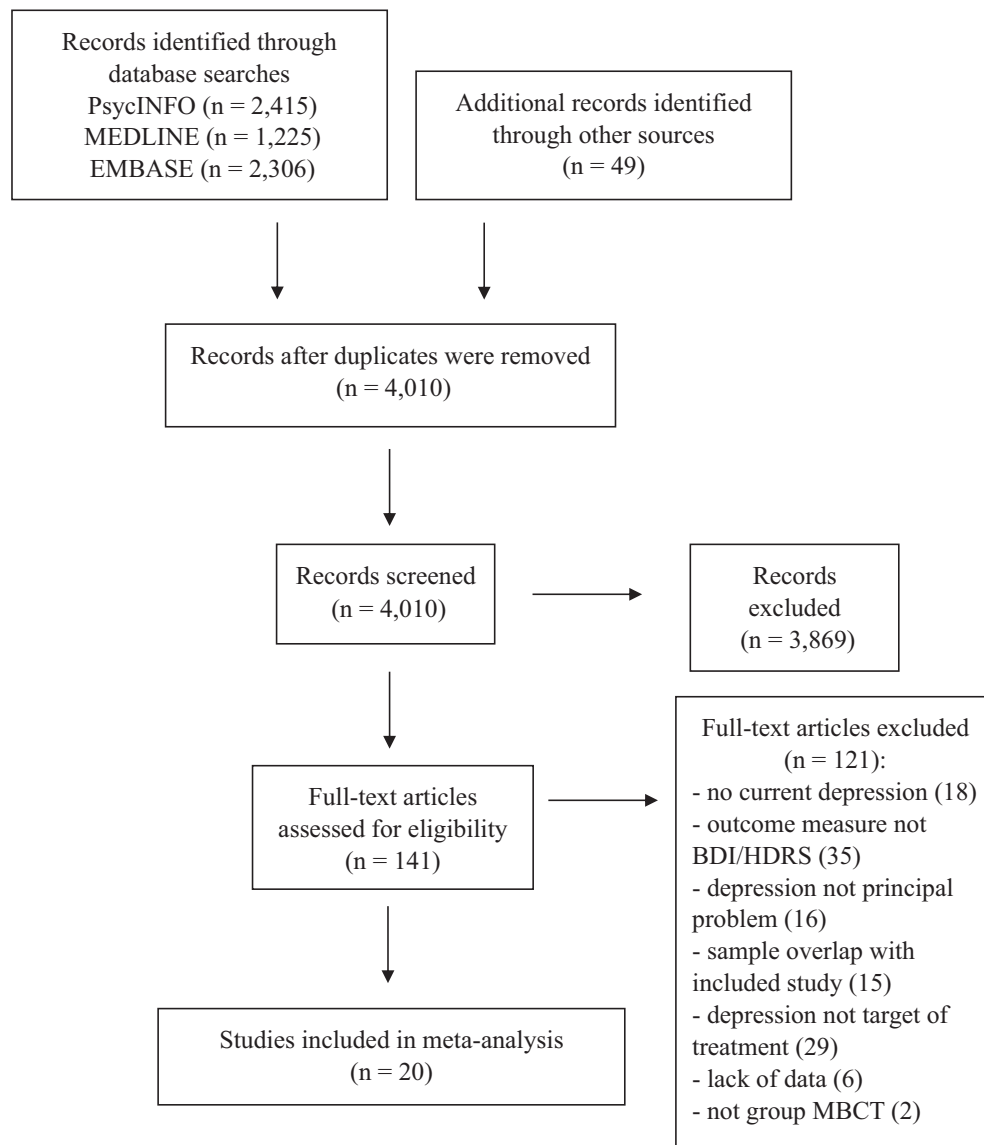 Records identified through
database searches
PsycINFO (n = 2,415)
MEDLINE (n = 1,225)
EMBASE (n = 2,306)
Additional records identified
through other sources
(n = 49)
Records after duplicates were removed
(n = 4,010)
Records screened
(n = 4,010)
Records
excluded
(n = 3,869)
Full-text articles
assessed for eligibility
(n = 141)
Full-text articles excluded
(n = 121):
- no current depression (18)
- outcome measure not
BDI/HDRS (35)
- depression not principal
problem (16)
- sample overlap with
included study (15)
- depression not target of
treatment (29)
- lack of data (6)
- not group MBCT (2)
Studies included in meta-analysis
(n = 20)